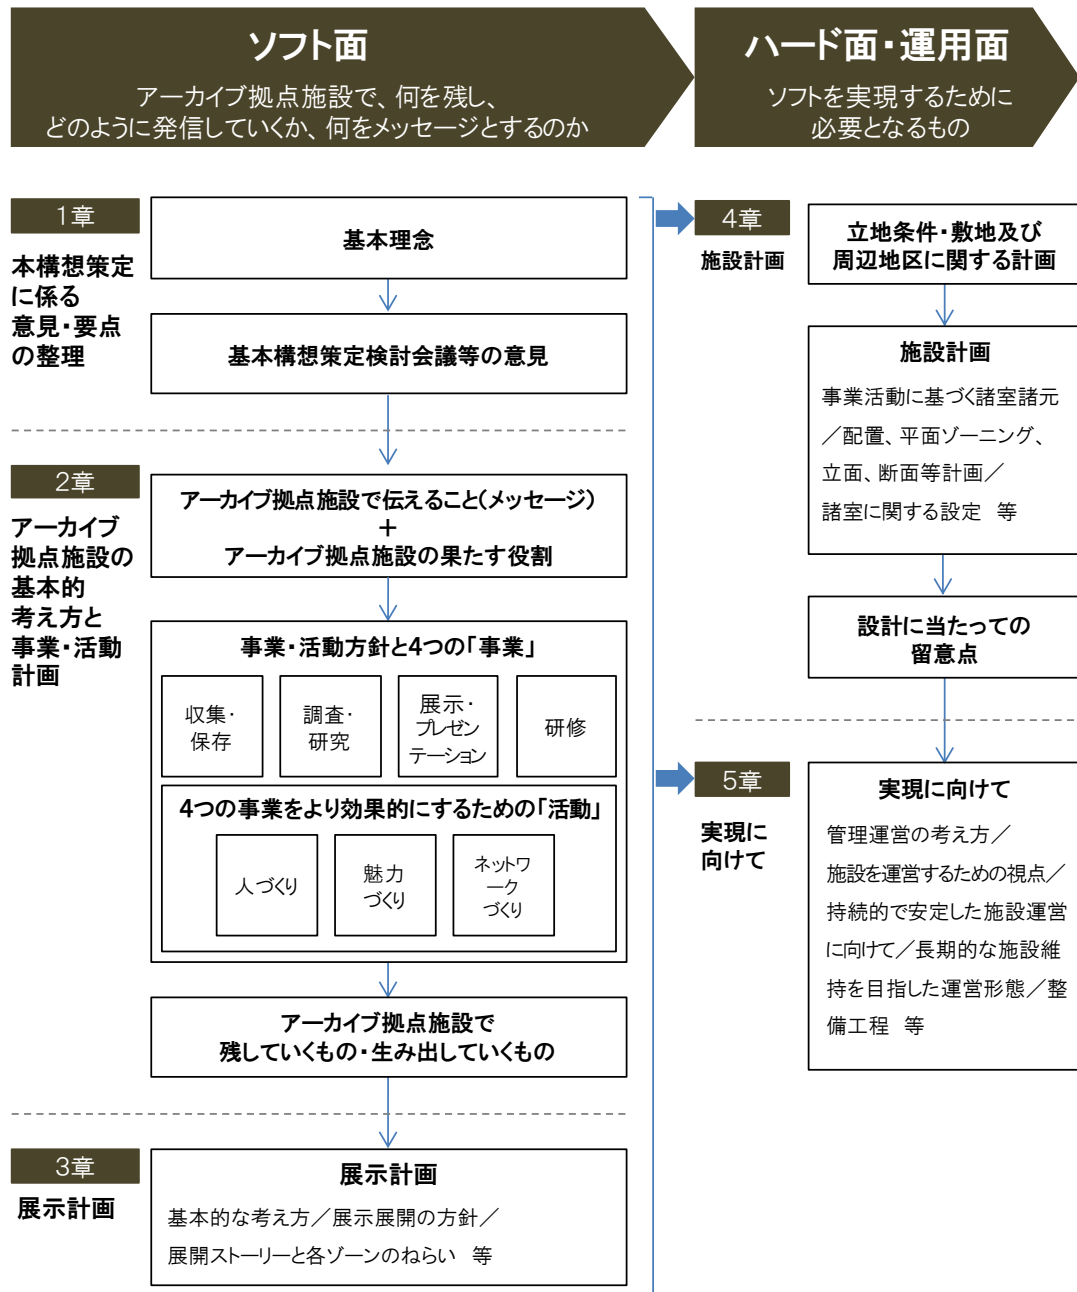 ソフト面
アーカイブ拠点施設で、何を残し、
どのように発信していくか、何をメッセージとするのか
ハード面・運用面
ソフトを実現するために
必要となるもの
1章
本構想策定
に係る
意見・要点
の整理
基本理念
基本構想策定検討会議等の意見
2章
アーカイブ
拠点施設の
基本的
考え方と
事業・活動
計画
アーカイブ拠点施設で伝えること(メッセージ)
+
アーカイブ拠点施設の果たす役割
事業・活動方針と4つの「事業」
収集・
保存
調査・
研究
展示・
プレゼン
テーション
研修
4つの事業をより効果的にするための「活動」
人づくり
魅力
づくり
ネットワ
ーク
づくり
アーカイブ拠点施設で
残していくもの・生み出していくもの
3章
展示計画
展示計画
基本的な考え方／展示展開の方針／
展開ストーリーと各ゾーンのねらい 等
4章
施設計画
立地条件・敷地及び
周辺地区に関する計画
施設計画
事業活動に基づく諸室諸元
／配置、平面ゾーニング、
立面、断面等計画／
諸室に関する設定 等
設計に当たっての
留意点
5章
実現に
向けて
実現に向けて
管理運営の考え方／
施設を運営するための視点／
持続的で安定した施設運営
に向けて／長期的な施設維
持を目指した運営形態／整
備工程 等